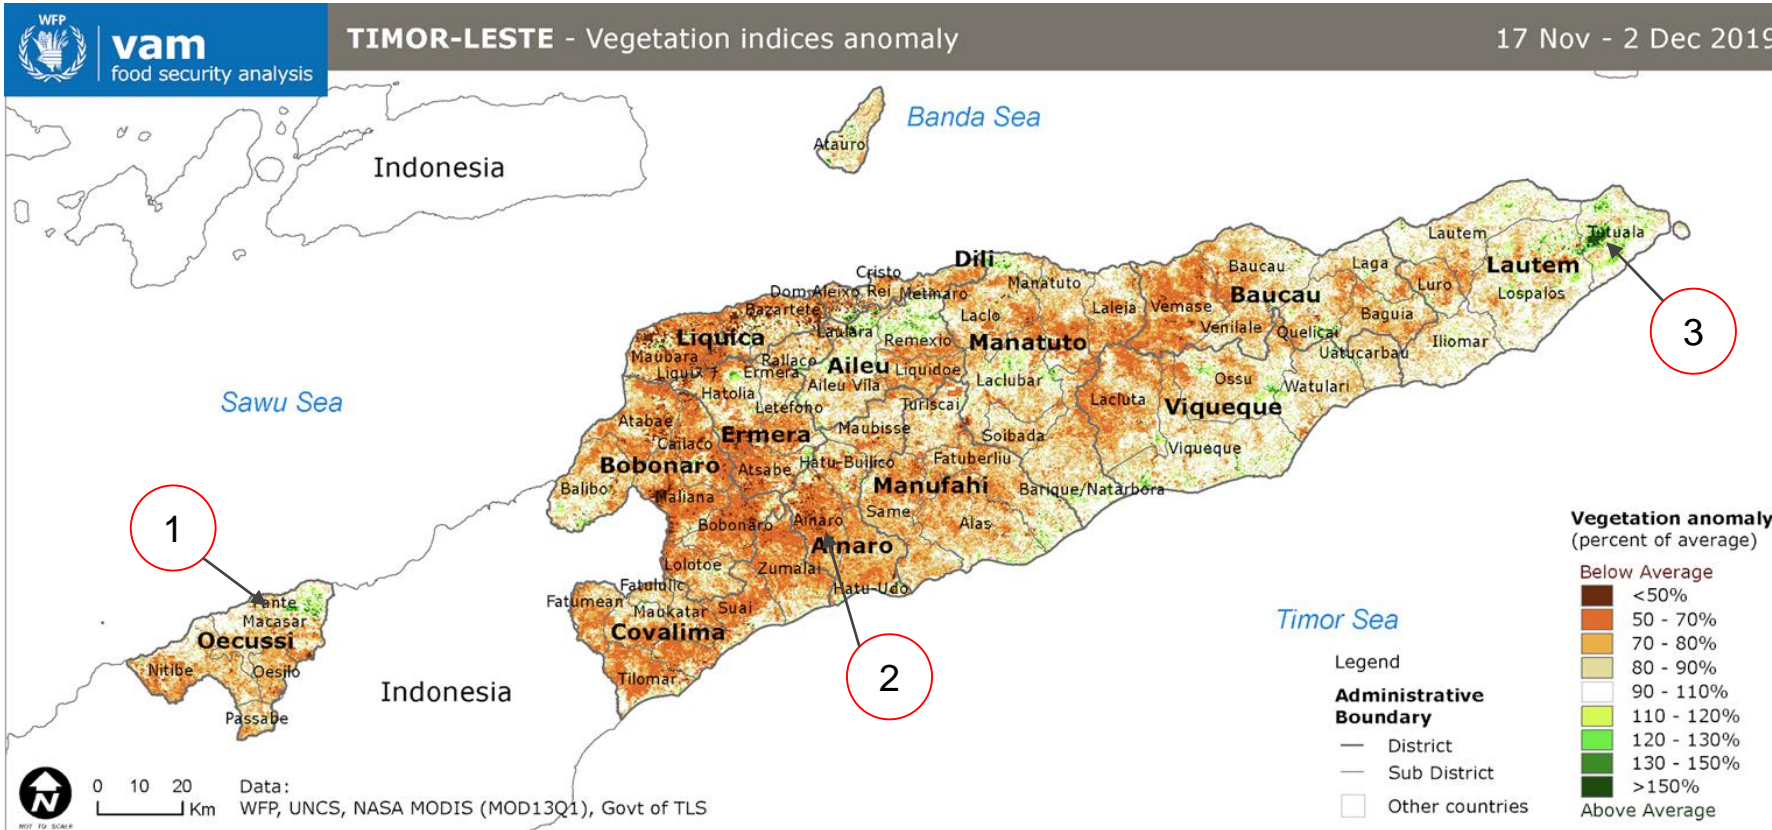 WFP
vam
food security analysis
TIMOR-LESTE - Vegetation indices anomaly
17 Nov - 2 Dec 2019
Banda Sea
Atauro
Indonesia
Tutuala
Lautem
Dili
Lautem
Baucau
Laga
Cristo
Manatuto
Luro
Dom Aleixo Rei Metinaro
Baucau
Lospalos
Bazartete
Laclo
Laleia
Vemase
Baguia
3
Laulara
Venilale
Quelicai
Liquica
Remexio
Manatuto
Iliomar
Maubara
Railaco
Uatucarbau
Aileu
Liquidoe
Ermera
Laclubar
Ossu
Watulari
Aileu Vila
Hatolia
Sawu Sea
Letefoho
Turiscai
Lacluta
Viqueque
Atabae
Maubisse
Ermera
Soibada
Cailaco
Viqueque
Bobonaro
Atsabe
Hatu-Builico
Fatuberliu
Balibo
Manufahi
Barique/Natarbora
Maliana
1
Same
Bobonaro
Ainaro
Alas
Ainaro
Lolotoe
Zumalai
Fatululic
Hatu-Udo
Pante
Macasar
Fatumean
Maukatar
Suai
Oecussi
Covalima
Timor Sea
Nitibe
Oesilo
Tilomar
2
Indonesia
Passabe
Legend
Administrative
Boundary
District
Sub District
Other countries
Vegetation anomaly
(percent of average)
Below Average
<50%
50 - 70%
70 - 80%
80 - 90%
90 - 110%
110 - 120%
120 - 130%
130 - 150%
>150%
Above Average
N
NOT TO SCALE
0 10 20
Km
Data:
WFP, UNCS, NASA MODIS (MOD13Q1), Govt of TLS